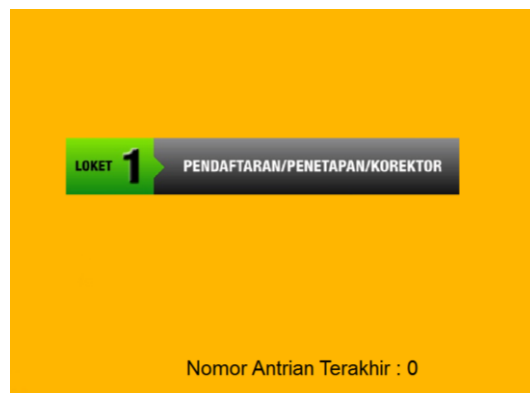 LOKET 1 PENDAFTARAN/PENETAPAN/KOREKTOR
Nomor Antrian Terakhir : 0